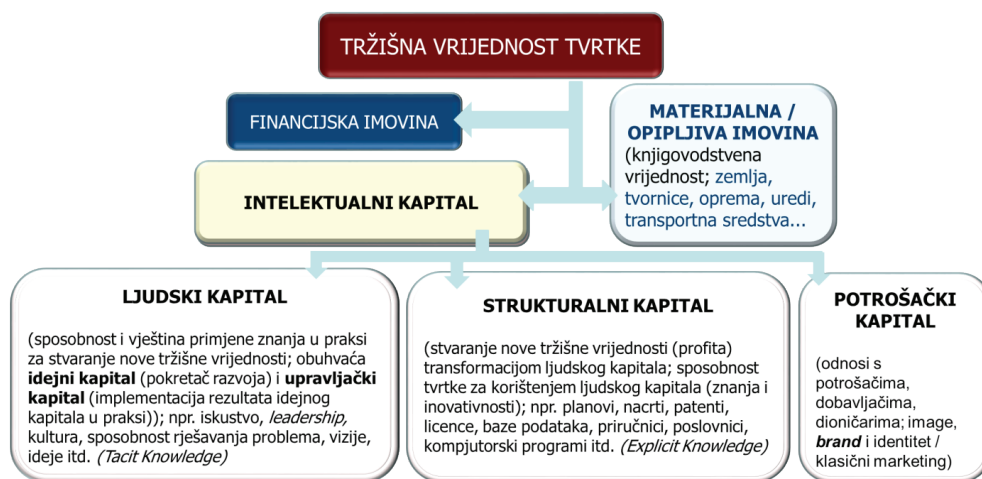 TRŽIŠNA VRIJEDNOST TVRTKE
FINANCIJSKA IMOVINA
MATERIJALNA /
OPIPLJIVA IMOVINA
(knjigovodstvena
vrijednost; zemlja,
tvornice, oprema, uredi,
transportna sredstva...
INTELEKTUALNI KAPITAL
LJUDSKI KAPITAL
(sposobnost i vještina primjene znanja u praksi
za stvaranje nove tržišne vrijednosti; obuhvaća
idejni kapital (pokretač razvoja) i upravljački
kapital (implementacija rezultata idejnog
kapitala u praksi)); npr. iskustvo, leadership,
kultura, sposobnost rješavanja problema, vizije,
ideje itd. (Tacit Knowledge)
STRUKTURALNI KAPITAL
(stvaranje nove tržišne vrijednosti (profita)
transformacijom ljudskog kapitala; sposobnost
tvrtke za korištenjem ljudskog kapitala (znanja i
inovativnosti); npr. planovi, nacrti, patenti,
licence, baze podataka, priručnici, poslovnici,
kompjutorski programi itd. (Explicit Knowledge)
POTROŠAČKI
KAPITAL
(odnosi s
potrošačima,
dobavljačima,
dioničarima; image,
brand i identitet /
klasični marketing)